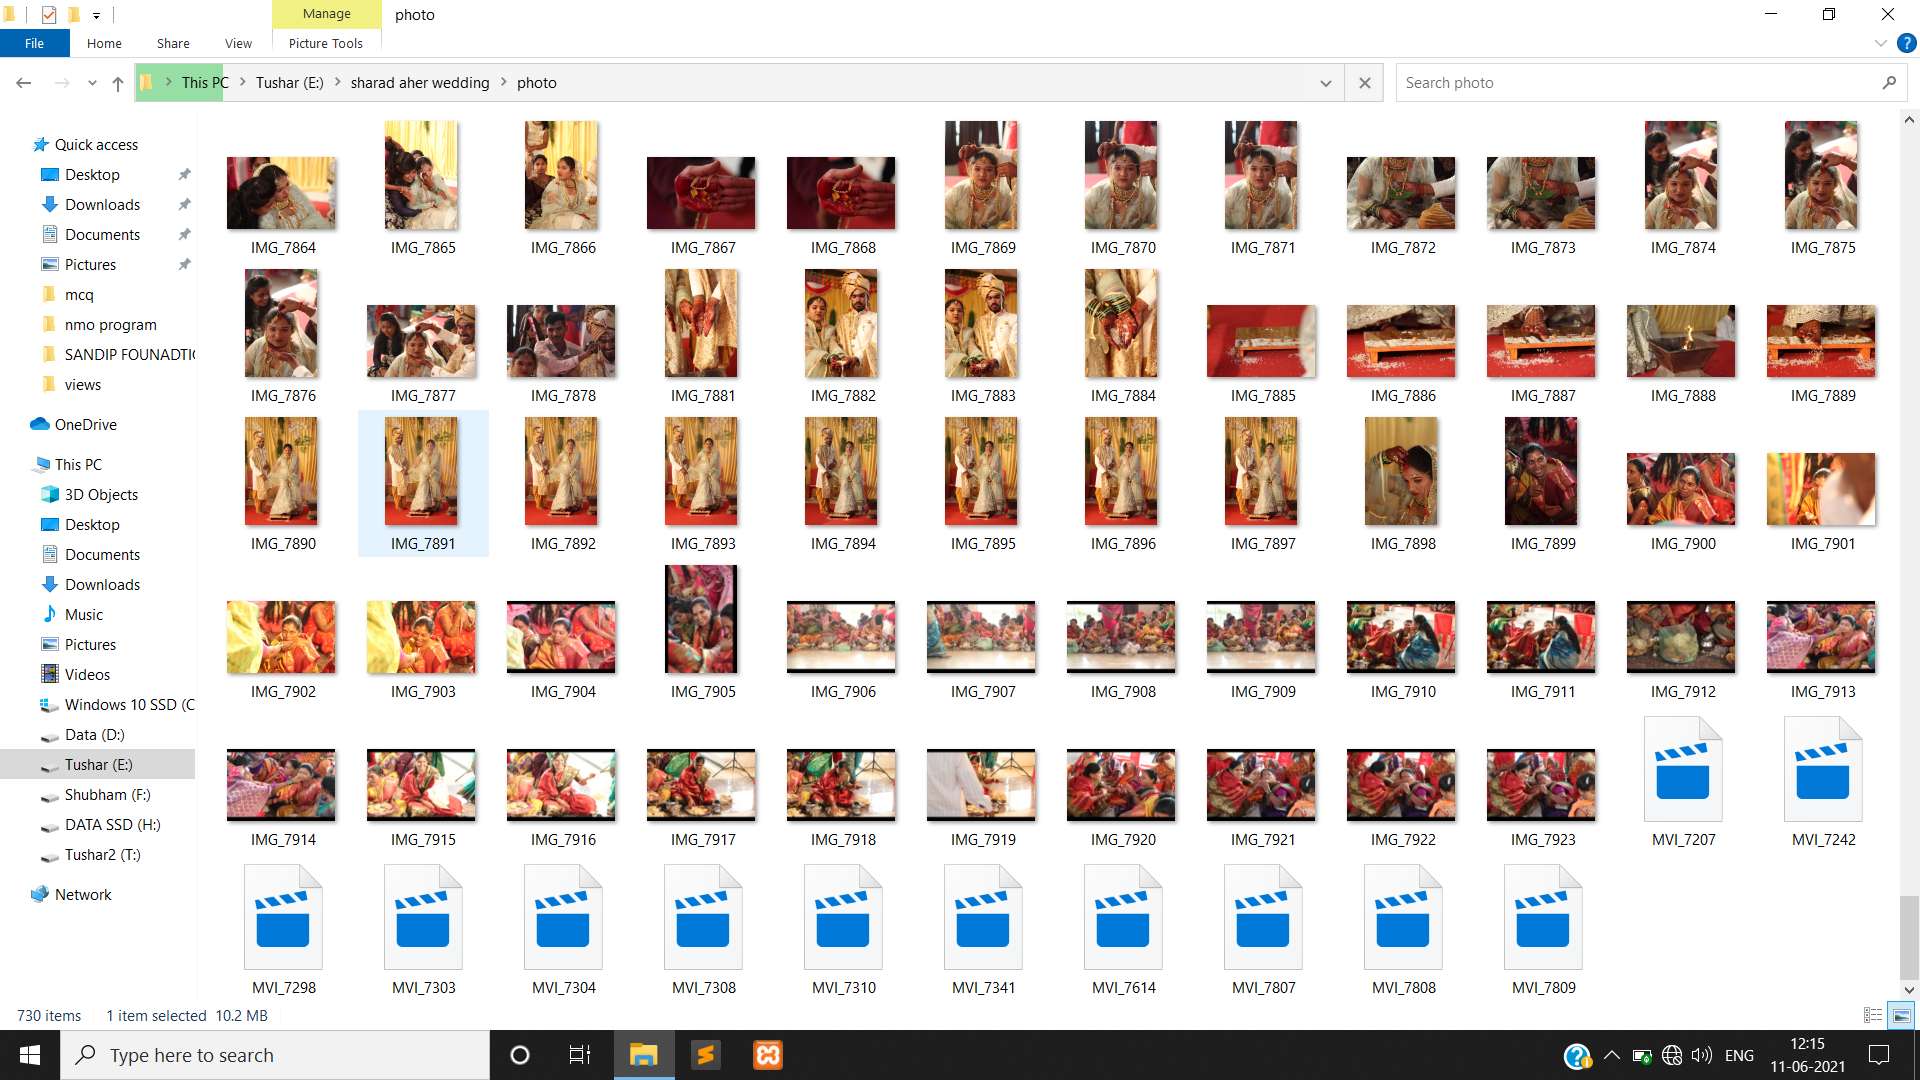 Manage
photo
File
Home
Share
View
Picture Tools
This PC
Tushar (E:)
sharad aher wedding
photo
Search photo
Quick access
Desktop
Downloads
Documents
Pictures
mcq
nmo program
SANDIP FOUNADTI
views
OneDrive
This PC
3D Objects
Desktop
Documents
Downloads
Music
Pictures
Videos
Windows 10 SSD (C
Data (D:)
Tushar (E:)
Shubham (F:)
DATA SSD (H:)
Tushar2 (T:)
Network
IMG_7864 IMG_7865 IMG_7866 IMG_7867 IMG_7868 IMG_7869 IMG_7870 IMG_7871 IMG_7872 IMG_7873 IMG_7874 IMG_7875
IMG_7876 IMG_7877 IMG_7878 IMG_7881 IMG_7882 IMG_7883 IMG_7884 IMG_7885 IMG_7886 IMG_7887 IMG_7888 IMG_7889
IMG_7890 IMG_7891 IMG_7892 IMG_7893 IMG_7894 IMG_7895 IMG_7896 IMG_7897 IMG_7898 IMG_7899 IMG_7900 IMG_7901
IMG_7902 IMG_7903 IMG_7904 IMG_7905 IMG_7906 IMG_7907 IMG_7908 IMG_7909 IMG_7910 IMG_7911 IMG_7912 IMG_7913
IMG_7914 IMG_7915 IMG_7916 IMG_7917 IMG_7918 IMG_7919 IMG_7920 IMG_7921 IMG_7922 IMG_7923 MVI_7207 MVI_7242
MVI_7298 MVI_7303 MVI_7304 MVI_7308 MVI_7310 MVI_7341 MVI_7614 MVI_7807 MVI_7808 MVI_7809
730 items 1 item selected 10.2 MB
Type here to search
ENG
12:15
11-06-2021